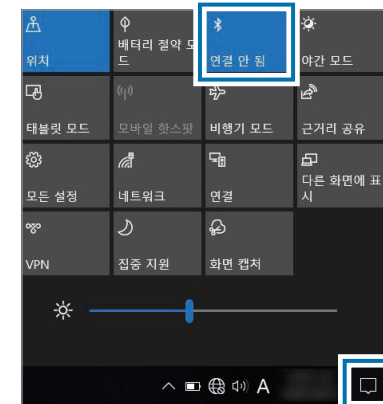 위치
배터리 절약 모
드
연결 안 됨
야간 모드
태블릿 모드
모바일 핫스팟
비행기 모드
근거리 공유
모든 설정
네트워크
연결
다른 화면에 표
시
VPN
집중 지원
화면 캡처
A